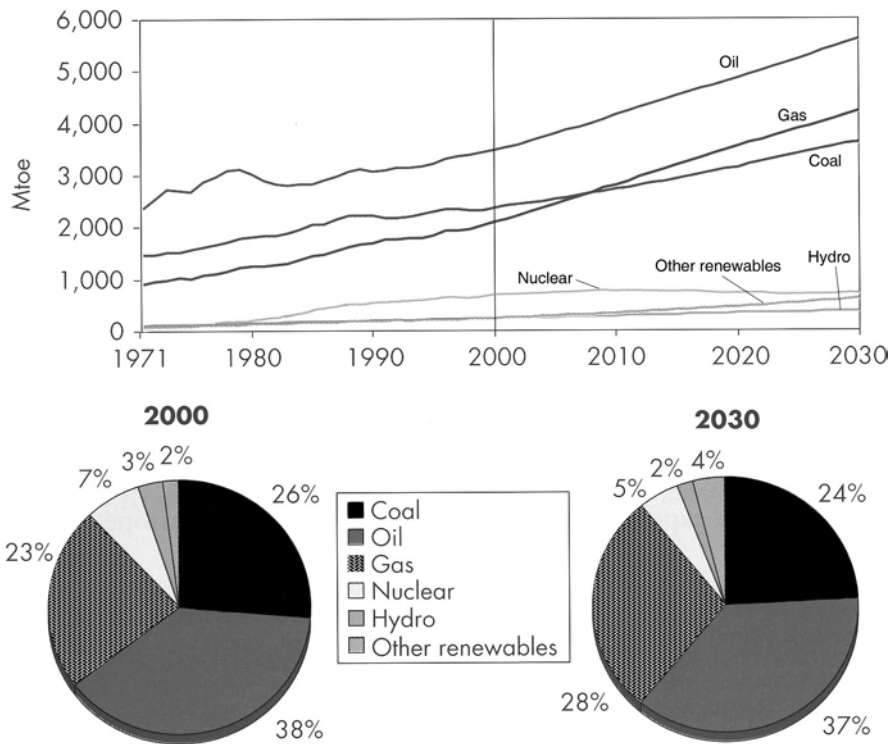 6,000
5,000
4,000
3,000
2,000
1,000
0
Mtoe
Oil
Gas
Coal
Nuclear
Other renewables
Hydro
1971 1980 1990 2000 2010 2020 2030
2000
7% 3% 2%
26%
23%
38%
Coal
Oil
Gas
Nuclear
Hydro
Other renewables
2030
5% 2% 4%
24%
28%
37%